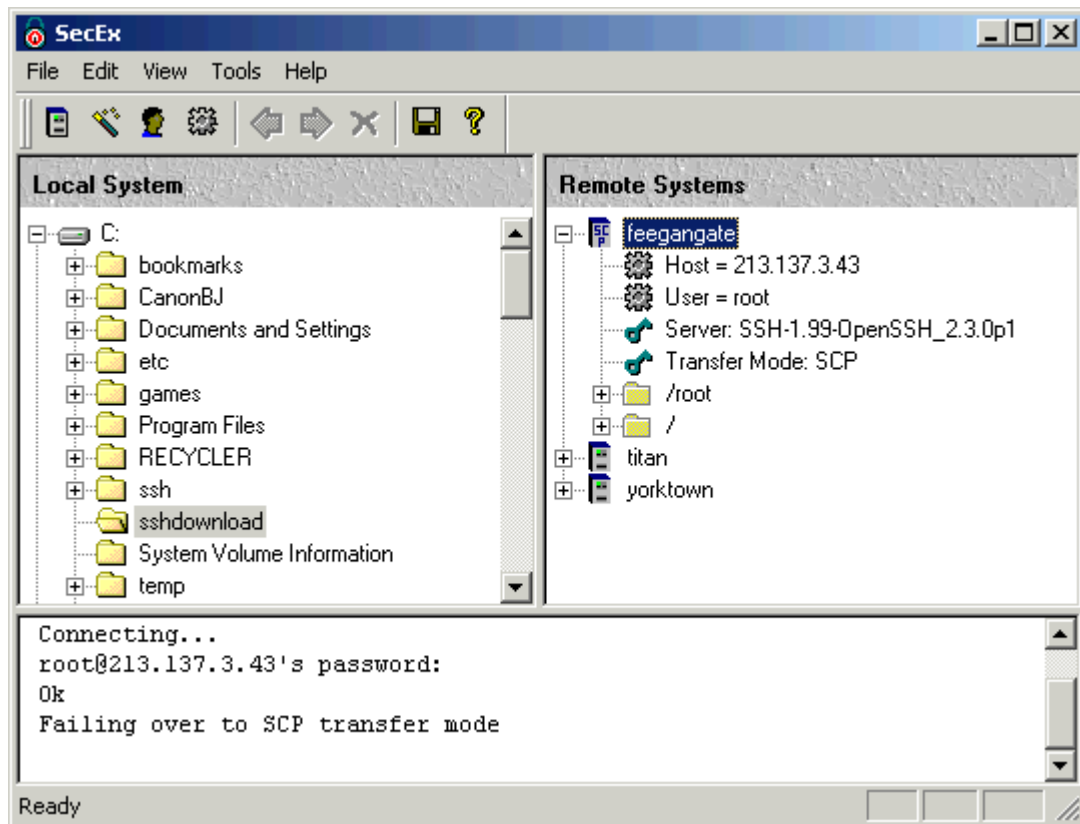 SecEx
File Edit View Tools Help
Local System
C:
bookmarks
CanonBJ
Documents and Settings
etc
games
Program Files
RECYCLER
ssh
sshdownload
System Volume Information
temp
Remote Systems
feegangate
Host = 213.137.3.43
User = root
Server: SSH-1.99-OpenSSH_2.3.0p1
Transfer Mode: SCP
/root
/
titan
yorktown
Connecting...
root@213.137.3.43's password:
Ok
Failing over to SCP transfer mode
Ready